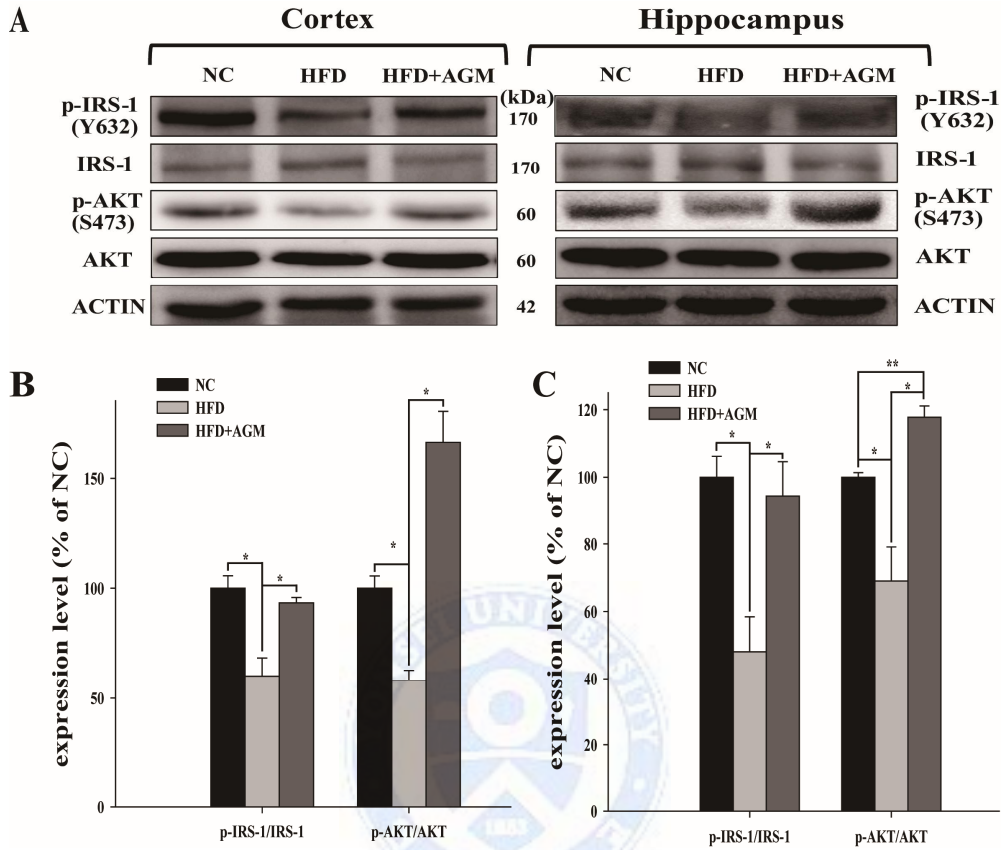 A
Cortex
Hippocampus
NC HFD HFD+AGM
NC HFD HFD+AGM
(kDa)
p-IRS-1
(Y632)
170
p-IRS-1
(Y632)
IRS-1
170
IRS-1
p-AKT
(S473)
60
p-AKT
(S473)
AKT
60
AKT
ACTIN
42
ACTIN
B
NC
HFD
HFD+AGM
expression level (% of NC)
150
100
50
0
*
*
*
*
p-IRS-1/IRS-1
p-AKT/AKT
C
NC
HFD
HFD+AGM
expression level (% of NC)
120
100
80
60
40
20
0
*
*
**
*
*
p-IRS-1/IRS-1
p-AKT/AKT
UNIVERSITY